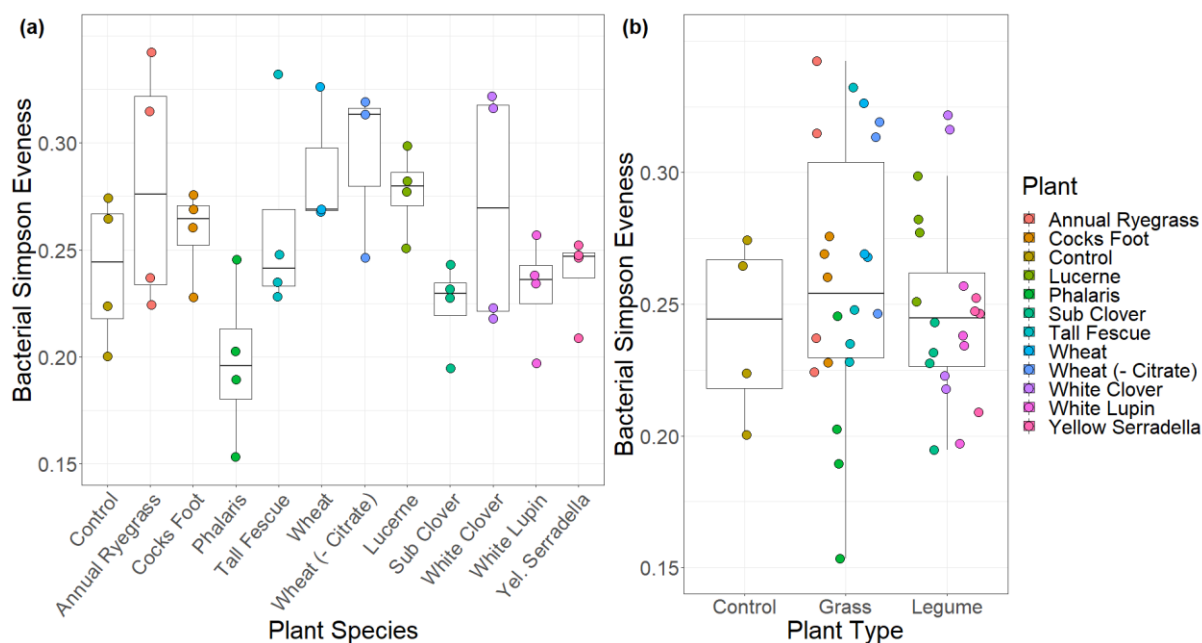 (a)
Bacterial Simpson Eveness
0.30
0.25
0.20
0.15
Control
Annual Ryegrass
Cocks Foot
Phalaris
Tall Fescue
Wheat
Wheat (- Citrate)
Lucerne
Sub Clover
White Clover
White Lupin
Yel. Serradella
Plant Species
(b)
Bacterial Simpson Eveness
0.30
0.25
0.20
0.15
Control
Grass
Legume
Plant Type
Plant
Annual Ryegrass
Cocks Foot
Control
Lucerne
Phalaris
Sub Clover
Tall Fescue
Wheat
Wheat (- Citrate)
White Clover
White Lupin
Yellow Serradella